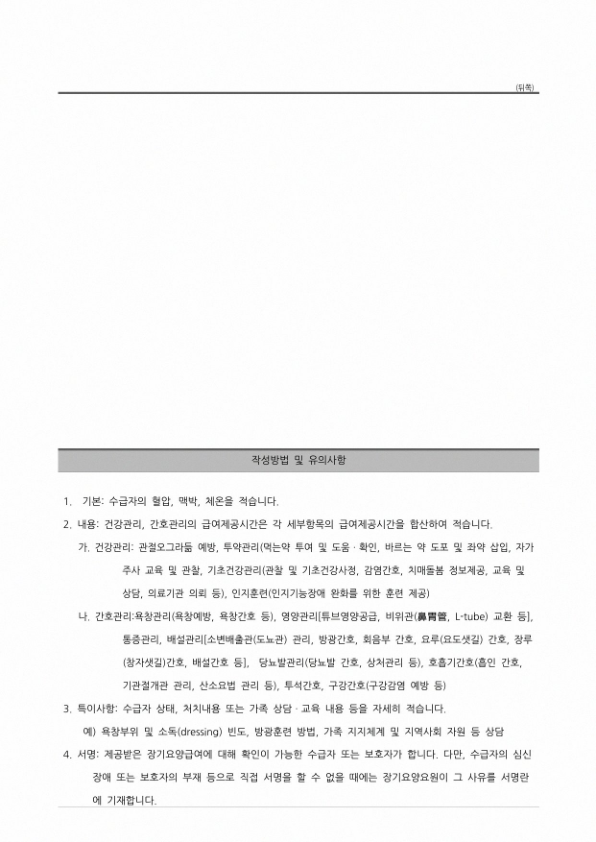 (뒤쪽)
작성방법 및 유의사항
1. 기본: 수급자의 혈압, 맥박, 체온을 적습니다.
2. 내용: 건강관리, 간호관리의 급여제공시간은 각 세부항목의 급여제공시간을 합산하여 적습니다.
가. 건강관리: 관절오그라듦 예방, 투약관리(먹는약 투여 및 도움ㆍ확인, 바르는 약 도포 및 좌약 삽입, 자가
주사 교육 및 관찰, 기초건강관리(관찰 및 기초건강사정, 감염간호, 치매돌봄 정보제공, 교육 및
상담, 의료기관 의뢰 등), 인지훈련(인지기능장애 완화를 위한 훈련 제공)
나. 간호관리:욕창관리(욕창예방, 욕창간호 등), 영양관리[튜브영양공급, 비위관(鼻胃管, L-tube) 교환 등],
통증관리, 배설관리[소변배출관(도뇨관) 관리, 방광간호, 회음부 간호, 요루(요도샛길) 간호, 장루
(창자샛길)간호, 배설간호 등], 당뇨발관리(당뇨발 간호, 상처관리 등), 호흡기간호(흡인 간호,
기관절개관 관리, 산소요법 관리 등), 투석간호, 구강간호(구강감염 예방 등)
3. 특이사항: 수급자 상태, 처치내용 또는 가족 상담ㆍ교육 내용 등을 자세히 적습니다.
예) 욕창부위 및 소독(dressing) 빈도, 방광훈련 방법, 가족 지지체계 및 지역사회 자원 등 상담
4. 서명: 제공받은 장기요양급여에 대해 확인이 가능한 수급자 또는 보호자가 합니다. 다만, 수급자의 심신
장애 또는 보호자의 부재 등으로 직접 서명을 할 수 없을 때에는 장기요양요원이 그 사유를 서명란
에 기재합니다.